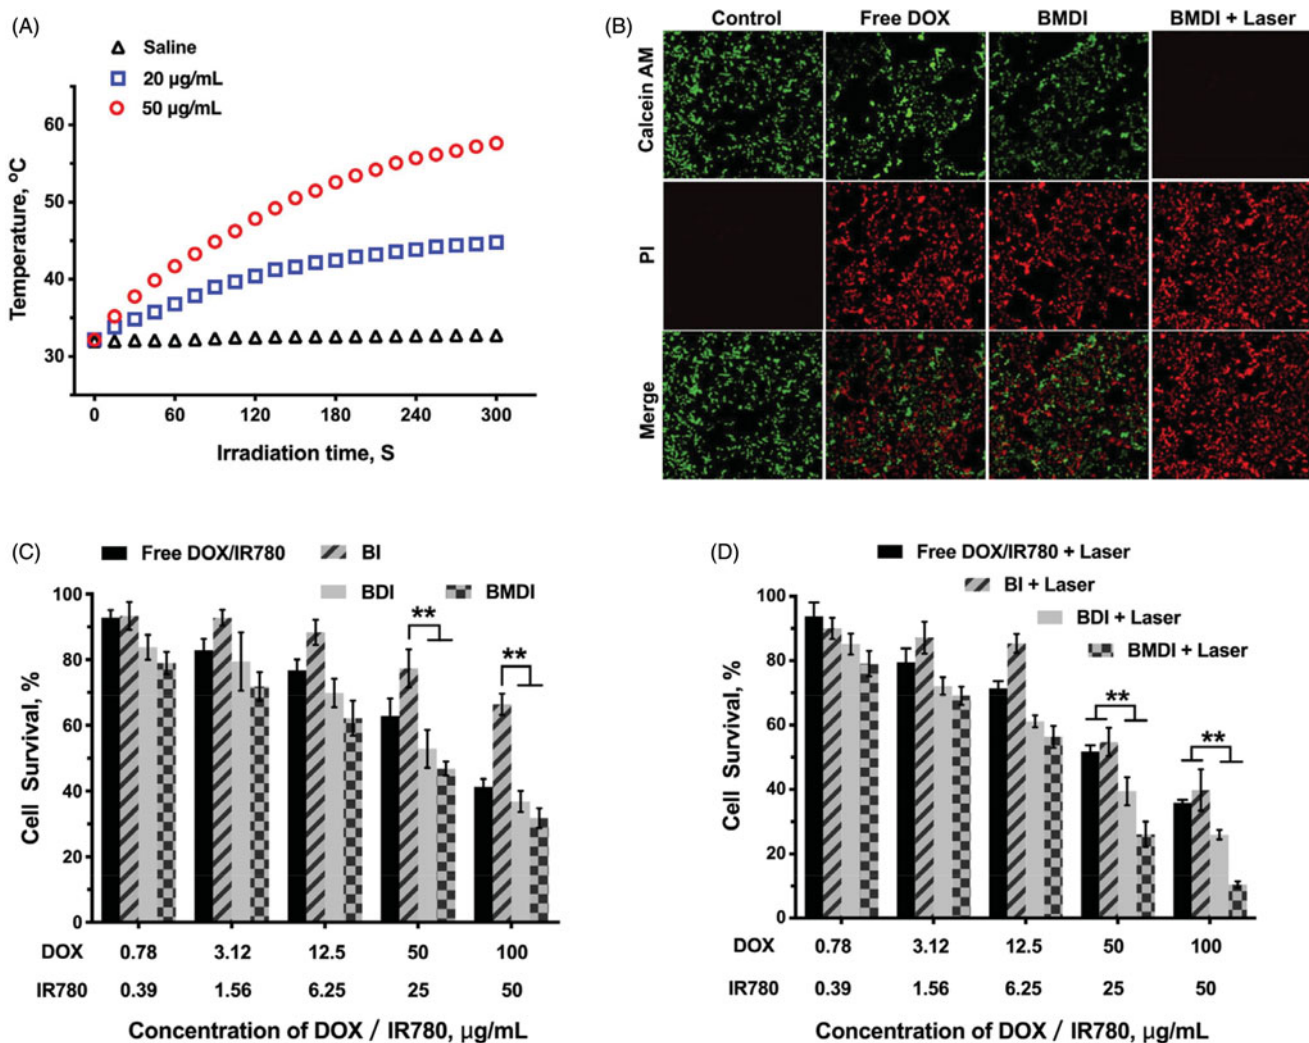 (A)
Saline
20 µg/mL
50 µg/mL
Temperature, ºC
60
50
40
30
0 60 120 180 240 300
Irradiation time, S
(B)
Control Free DOX BMDI BMDI + Laser
Calcein AM
PI
Merge
(C)
Free DOX/IR780 BI
BDI BMDI
Cell Survival, %
100
80
60
40
20
0
** **
DOX 0.78 3.12 12.5 50 100
IR780 0.39 1.56 6.25 25 50
Concentration of DOX / IR780, µg/mL
(D)
Free DOX/IR780 + Laser
BI + Laser
BDI + Laser
BMDI + Laser
Cell Survival, %
100
80
60
40
20
0
** **
DOX 0.78 3.12 12.5 50 100
IR780 0.39 1.56 6.25 25 50
Concentration of DOX / IR780, µg/mL